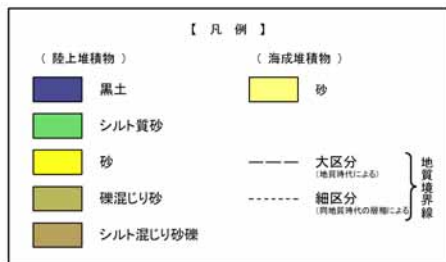 【 凡 例 】
( 陸上堆積物 )
( 海成堆積物 )
黒土
砂
シルト質砂
砂
礫混じり砂
シルト混じり砂礫
大区分
(地質時代による)
細区分
(同地質時代の層相による)
地質境界線